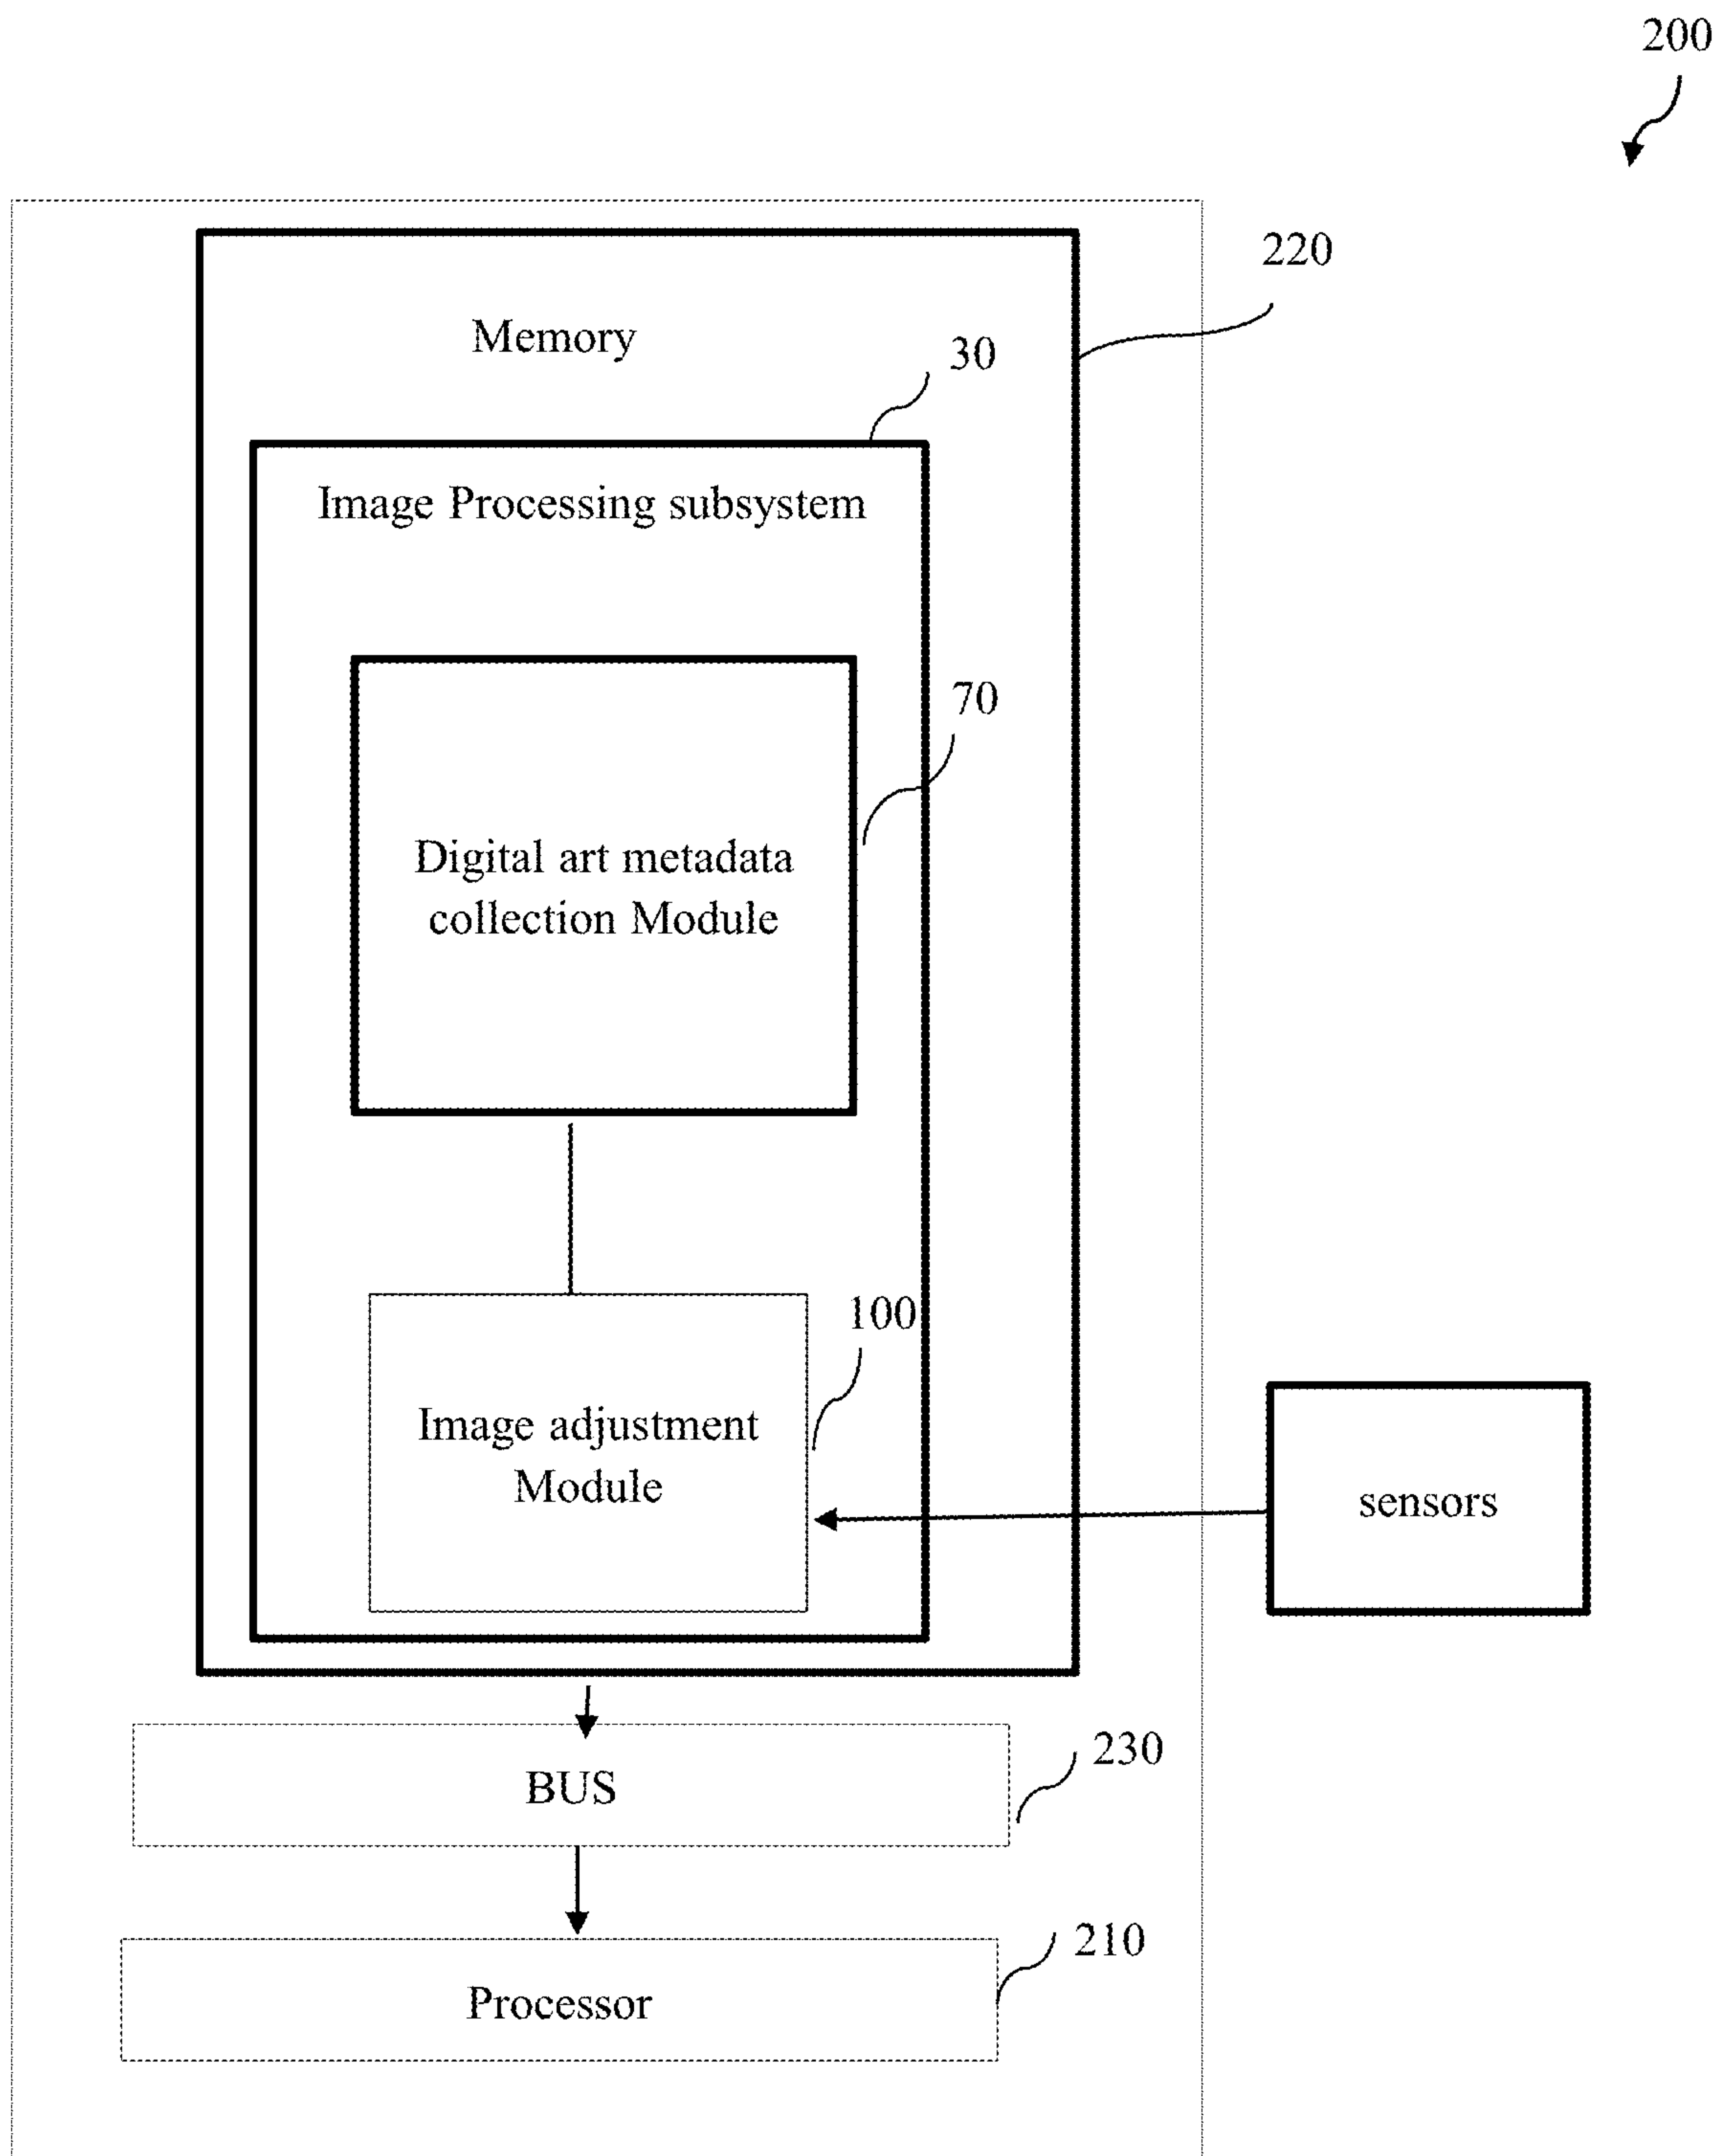 200
220
Memory
30
Image Processing subsystem
70
Digital art metadata
collection Module
100
Image adjustment
Module
sensors
230
BUS
210
Processor